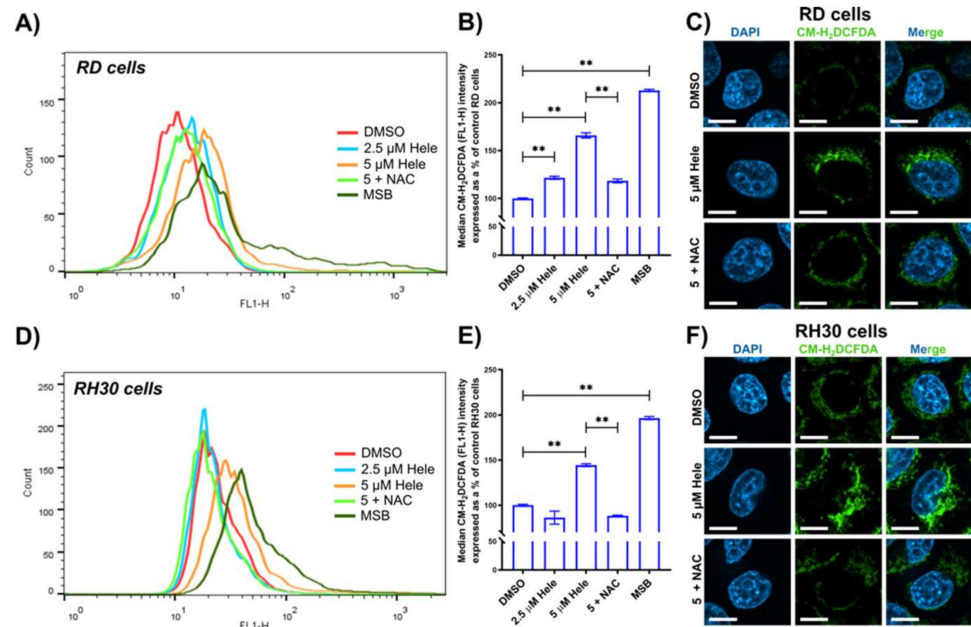 A)
RD cells
Count
150
100
50
0
DMSO
2.5 µM Hele
5 µM Hele
5 + NAC
MSB
10⁰
10¹
10²
10³
FL1-H
B)
Median CM-H₂DCFDA (FL1-H) intensity
expressed as a % of control RD cells
250
200
150
100
50
0
**
**
**
**
DMSO
2.5 µM Hele
5 µM Hele
5 + NAC
MSB
C)
RD cells
DAPI
CM-H₂DCFDA
Merge
DMSO
5 µM Hele
5 + NAC
D)
RH30 cells
Count
250
200
150
100
50
0
DMSO
2.5 µM Hele
5 µM Hele
5 + NAC
MSB
10⁰
10¹
10²
10³
FL1-H
E)
Median CM-H₂DCFDA (FL1-H) intensity
expressed as a % of control RH30 cells
250
200
150
100
50
0
**
**
**
DMSO
2.5 µM Hele
5 µM Hele
5 + NAC
MSB
F)
RH30 cells
DAPI
CM-H₂DCFDA
Merge
DMSO
5 µM Hele
5 + NAC